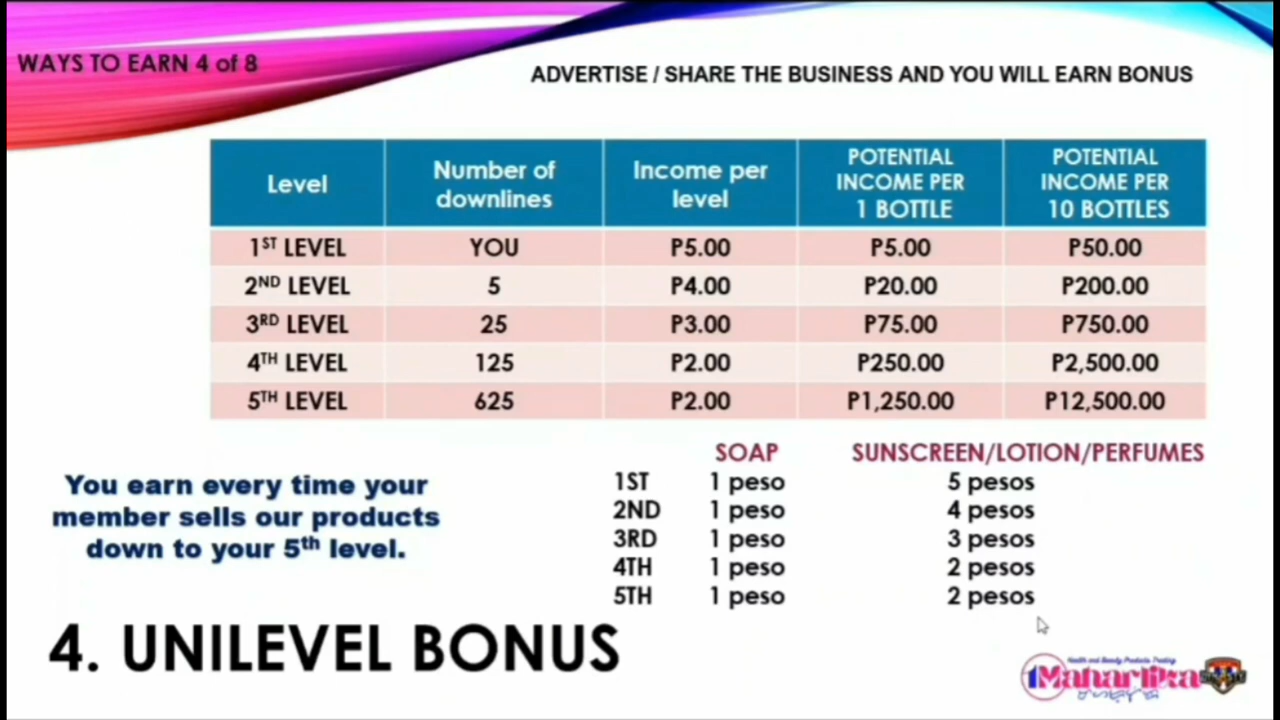 WAYS TO EARN 4 of 8
ADVERTISE / SHARE THE BUSINESS AND YOU WILL EARN BONUS
Level Number of downlines Income per level POTENTIAL INCOME PER 1 BOTTLE POTENTIAL INCOME PER 10 BOTTLES
1ST LEVEL YOU P5.00 P5.00 P50.00
2ND LEVEL 5 P4.00 P20.00 P200.00
3RD LEVEL 25 P3.00 P75.00 P750.00
4TH LEVEL 125 P2.00 P250.00 P2,500.00
5TH LEVEL 625 P2.00 P1,250.00 P12,500.00
SOAP SUNSCREEN/LOTION/PERFUMES
1ST 1 peso 5 pesos
2ND 1 peso 4 pesos
3RD 1 peso 3 pesos
4TH 1 peso 2 pesos
5TH 1 peso 2 pesos
You earn every time your
member sells our products
down to your 5th level.
4. UNILEVEL BONUS
Health and Beauty Products Trading
1Maharlika